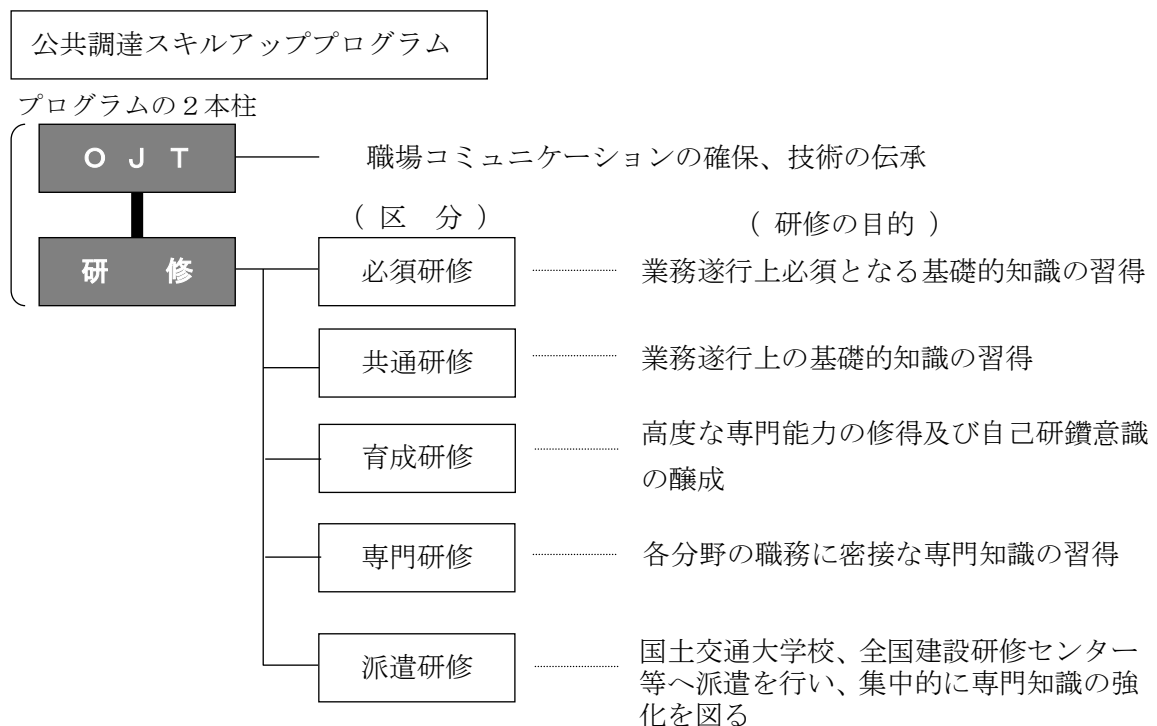 公共調達スキルアッププログラム
プログラムの２本柱
ＯＪＴ
職場コミュニケーションの確保、技術の伝承
（区　分）
（研修の目的）
研　修
必須研修
業務遂行上必須となる基礎的知識の習得
共通研修
業務遂行上の基礎的知識の習得
育成研修
高度な専門能力の修得及び自己研鑽意識
の醸成
専門研修
各分野の職務に密接な専門知識の習得
派遣研修
国土交通大学校、全国建設研修センター
等へ派遣を行い、集中的に専門知識の強
化を図る